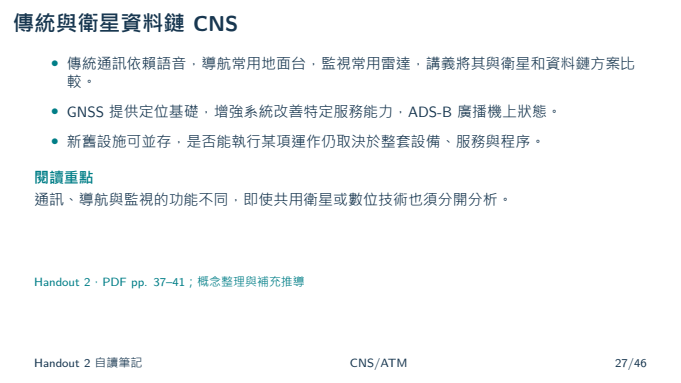 傳統與衛星資料鏈 CNS
• 傳統通訊依賴語音，導航常用地面台，監視常用雷達，講義將其與衛星和資料鏈方案比
較。
• GNSS 提供定位基礎，增強系統改善特定服務能力，ADS-B 廣播機上狀態。
• 新舊設施可並存，是否能執行某項運作仍取決於整套設備、服務與程序。
閱讀重點
通訊、導航與監視的功能不同，即使共用衛星或數位技術也須分開分析。
Handout 2 · PDF pp. 37–41；概念整理與補充推導
Handout 2 自讀筆記
CNS/ATM
27/46